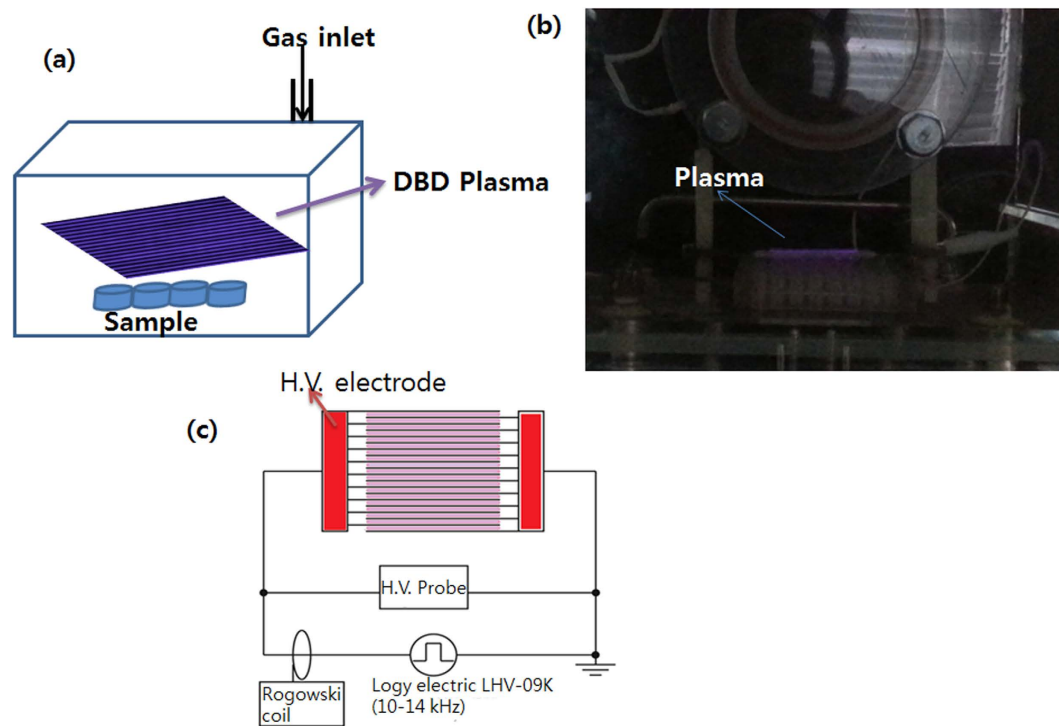 (a)
Gas inlet
DBD Plasma
Sample
(b)
Plasma
(c)
H.V. electrode
H.V. Probe
Rogowski
coil
Logy electric LHV-09K
(10-14 kHz)